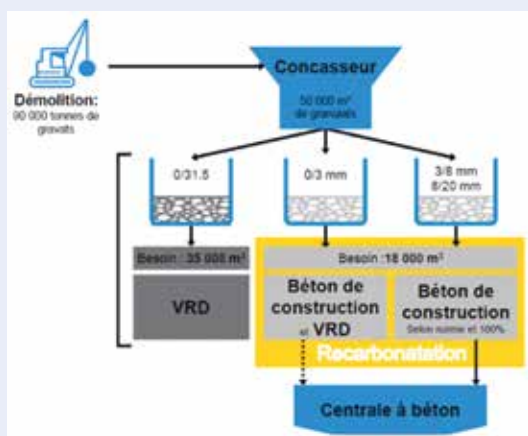 Démolition:
90 000 tonnes de
gravats
Concasseur
50 000 m³
de granulats
0/31.5
0/3 mm
3/8 mm
8/20 mm
Besoin : 35 000 m³
Besoin :18 000 m³
VRD
Béton de
construction
et VRD
Béton de
construction
Selon norme et 100%
Recarbonatation
Centrale à béton